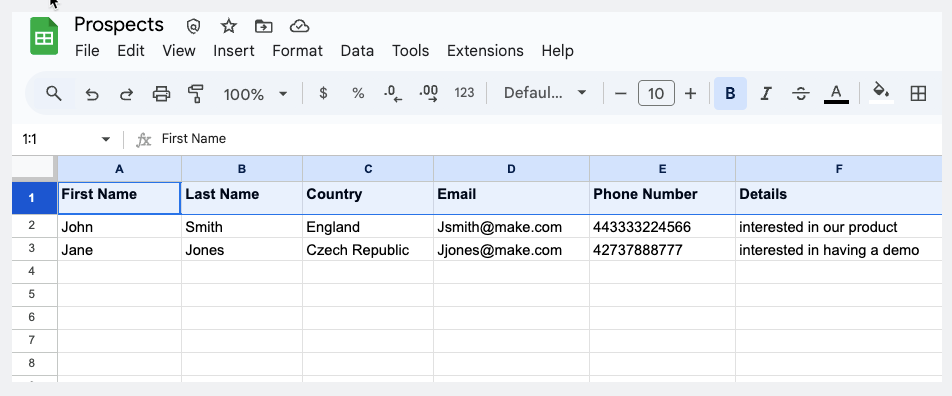 Prospects
File Edit View Insert Format Data Tools Extensions Help
100% $ % .0 .00 123 Defaul... 10 B I S A
1:1 fx First Name
A B C D E F
1 First Name Last Name Country Email Phone Number Details
2 John Smith England Jsmith@make.com 443333224566 interested in our product
3 Jane Jones Czech Republic Jjones@make.com 42737888777 interested in having a demo
4
5
6
7
8